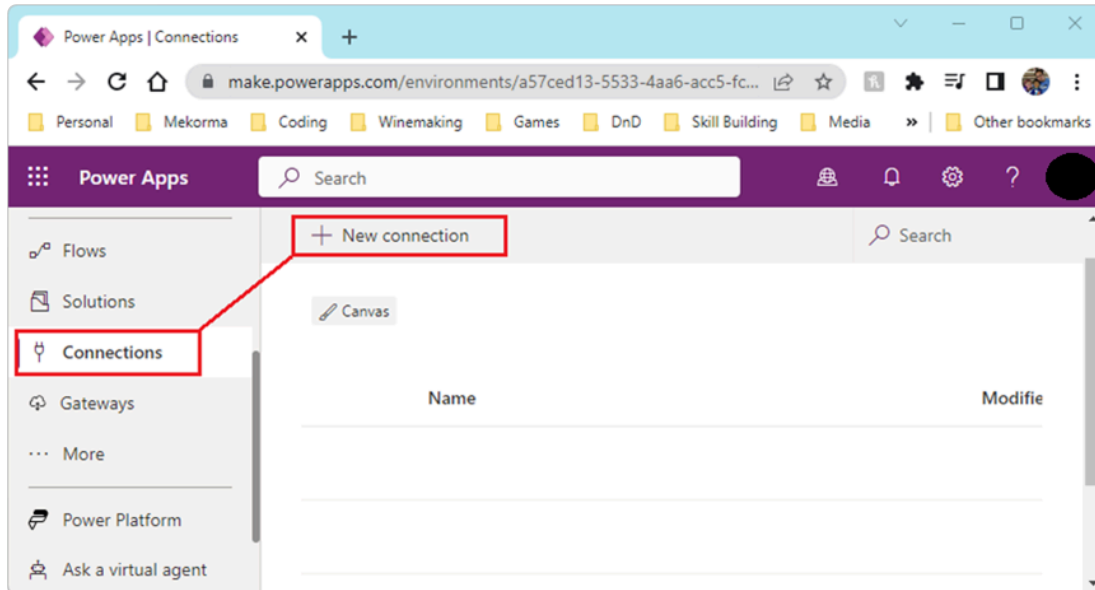 Power Apps | Connections
make.powerapps.com/environments/a57ced13-5533-4aa6-acc5-fc...
Personal Mekorma Coding Winemaking Games DnD Skill Building Media » Other bookmarks
Power Apps Search ?
Flows
Solutions
Connections
Gateways
More
Power Platform
Ask a virtual agent
New connection Search
Canvas
Name Modifie